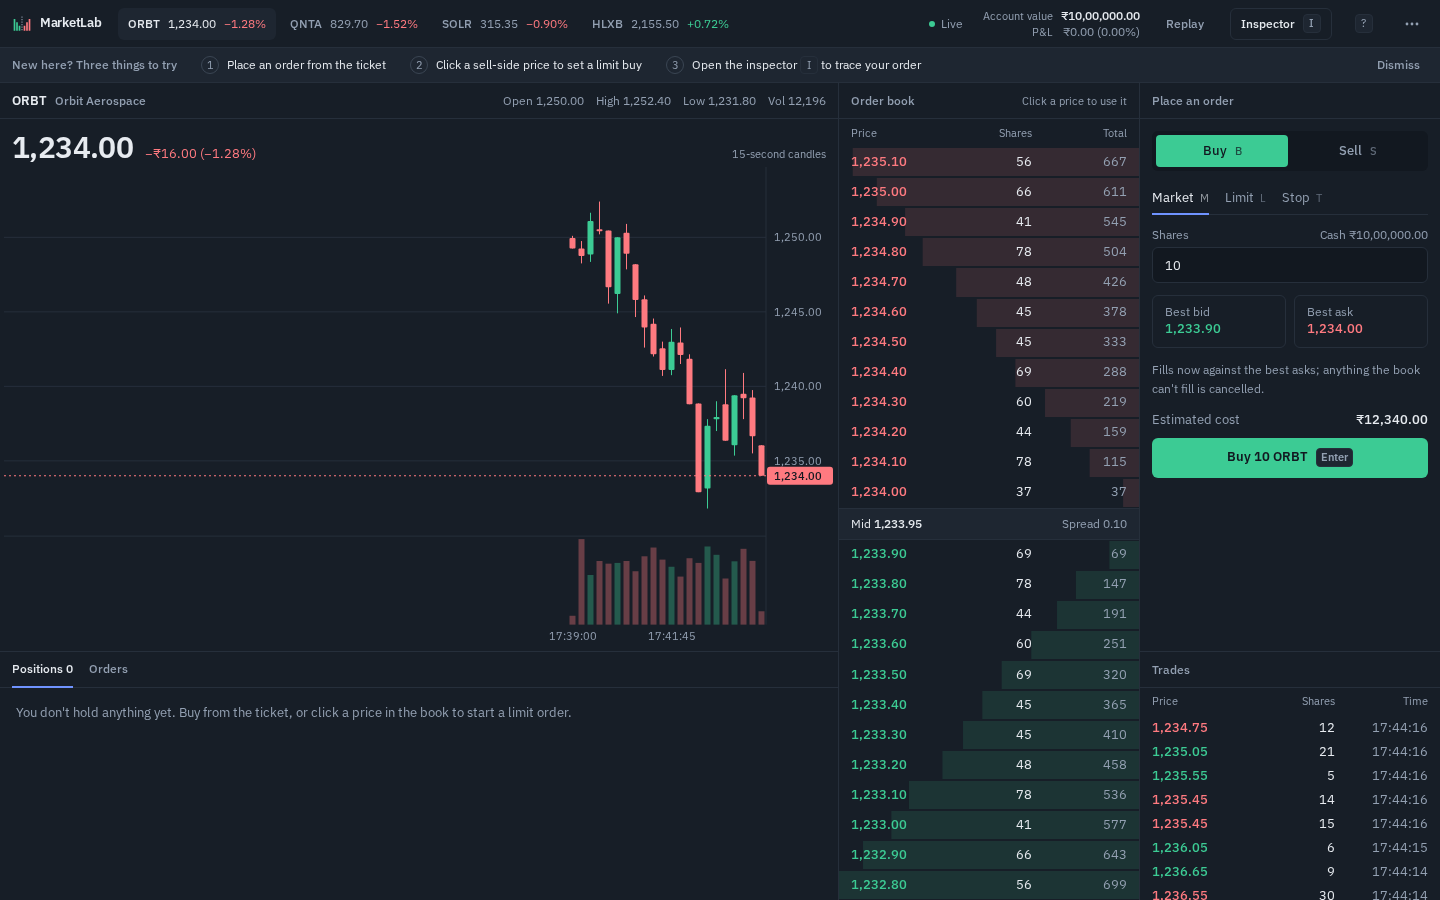 MarketLab ORBT 1,234.00 −1.28% QNTA 829.70 −1.52% SOLR 315.35 −0.90% HLXB 2,155.50 +0.72% Live Account value ₹10,00,000.00 Replay Inspector I ? ⋯
P&L ₹0.00 (0.00%)
New here? Three things to try 1 Place an order from the ticket 2 Click a sell-side price to set a limit buy 3 Open the inspector I to trace your order Dismiss
ORBT Orbit Aerospace Open 1,250.00 High 1,252.40 Low 1,231.80 Vol 12,196
1,234.00 −₹16.00 (−1.28%)
15-second candles
1,250.00
1,245.00
1,240.00
1,235.00
1,234.00
17:39:00 17:41:45
Positions 0 Orders
You don't hold anything yet. Buy from the ticket, or click a price in the book to start a limit order.
Order book Click a price to use it
Price Shares Total
1,235.10 56 667
1,235.00 66 611
1,234.90 41 545
1,234.80 78 504
1,234.70 48 426
1,234.60 45 378
1,234.50 45 333
1,234.40 69 288
1,234.30 60 219
1,234.20 44 159
1,234.10 78 115
1,234.00 37 37
Mid 1,233.95 Spread 0.10
1,233.90 69 69
1,233.80 78 147
1,233.70 44 191
1,233.60 60 251
1,233.50 69 320
1,233.40 45 365
1,233.30 45 410
1,233.20 48 458
1,233.10 78 536
1,233.00 41 577
1,232.90 66 643
1,232.80 56 699
Place an order
Buy B Sell S
Market M Limit L Stop T
Shares Cash ₹10,00,000.00
10
Best bid Best ask
1,233.90 1,234.00
Fills now against the best asks; anything the book
can't fill is cancelled.
Estimated cost ₹12,340.00
Buy 10 ORBT Enter
Trades
Price Shares Time
1,234.75 12 17:44:16
1,235.05 21 17:44:16
1,235.55 5 17:44:16
1,235.45 14 17:44:16
1,235.45 15 17:44:16
1,236.05 6 17:44:15
1,236.65 9 17:44:14
1,236.55 30 17:44:14